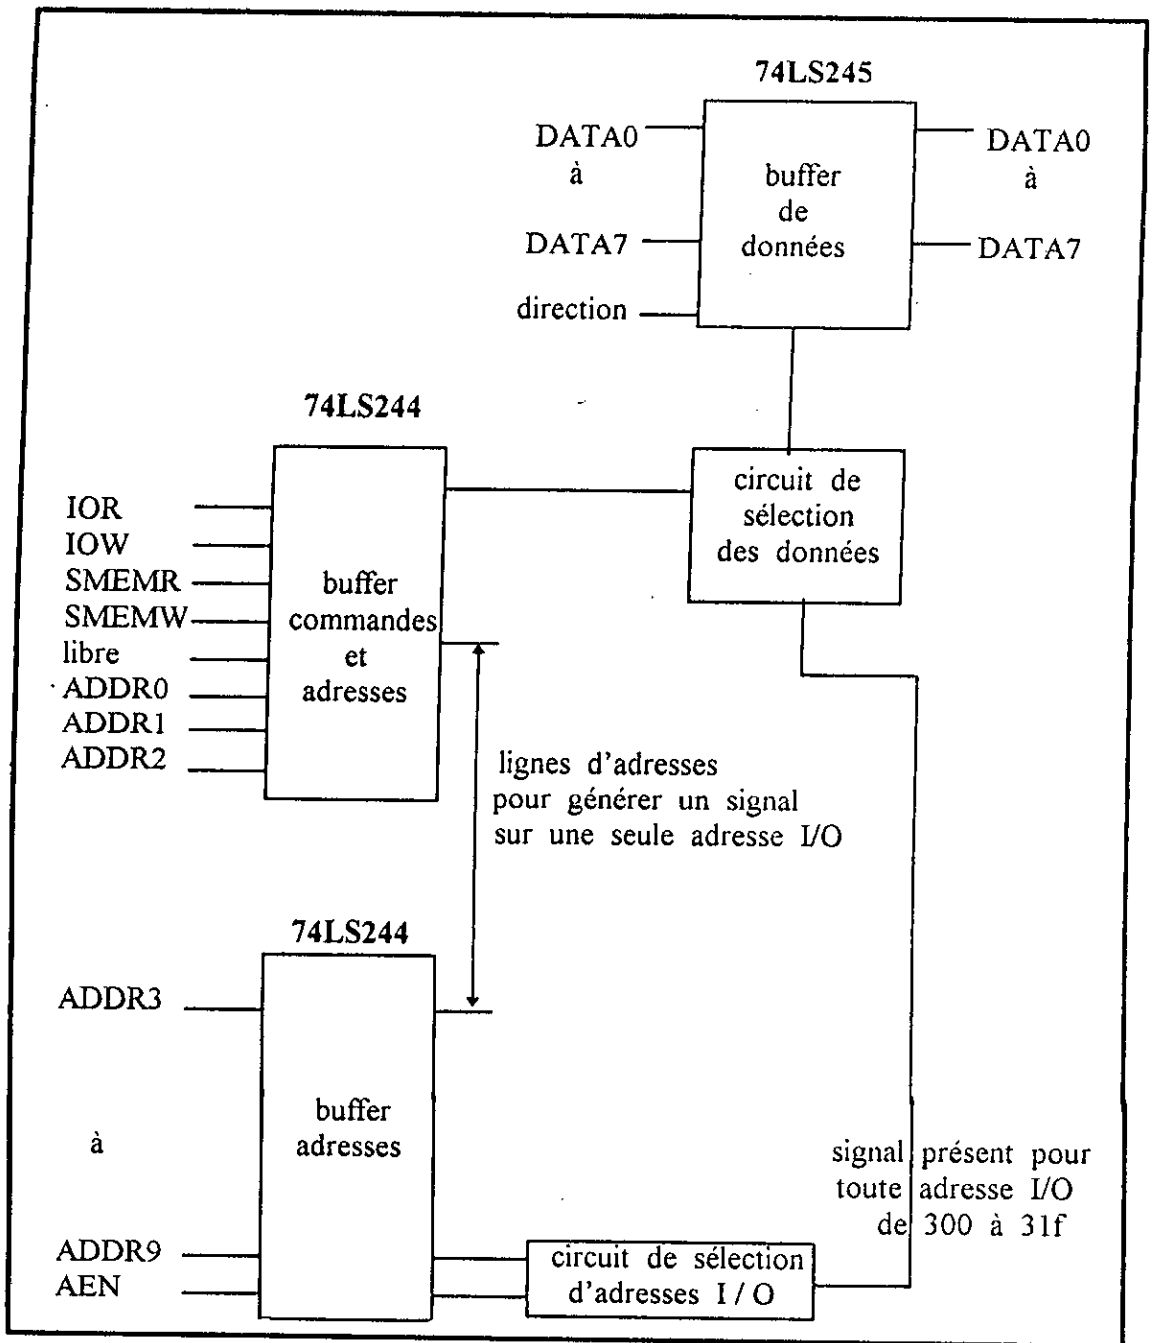 74LS245
DATA0
à
DATA7
direction
buffer
de
données
DATA0
à
DATA7
74LS244
IOR
IOW
SMEMR
SMEMW
libre
ADDR0
ADDR1
ADDR2
buffer
commandes
et
adresses
circuit de
sélection
des données
lignes d'adresses
pour générer un signal
sur une seule adresse I/O
74LS244
ADDR3
à
ADDR9
AEN
buffer
adresses
signal présent pour
toute adresse I/O
de 300 à 31f
circuit de sélection
d'adresses I / O